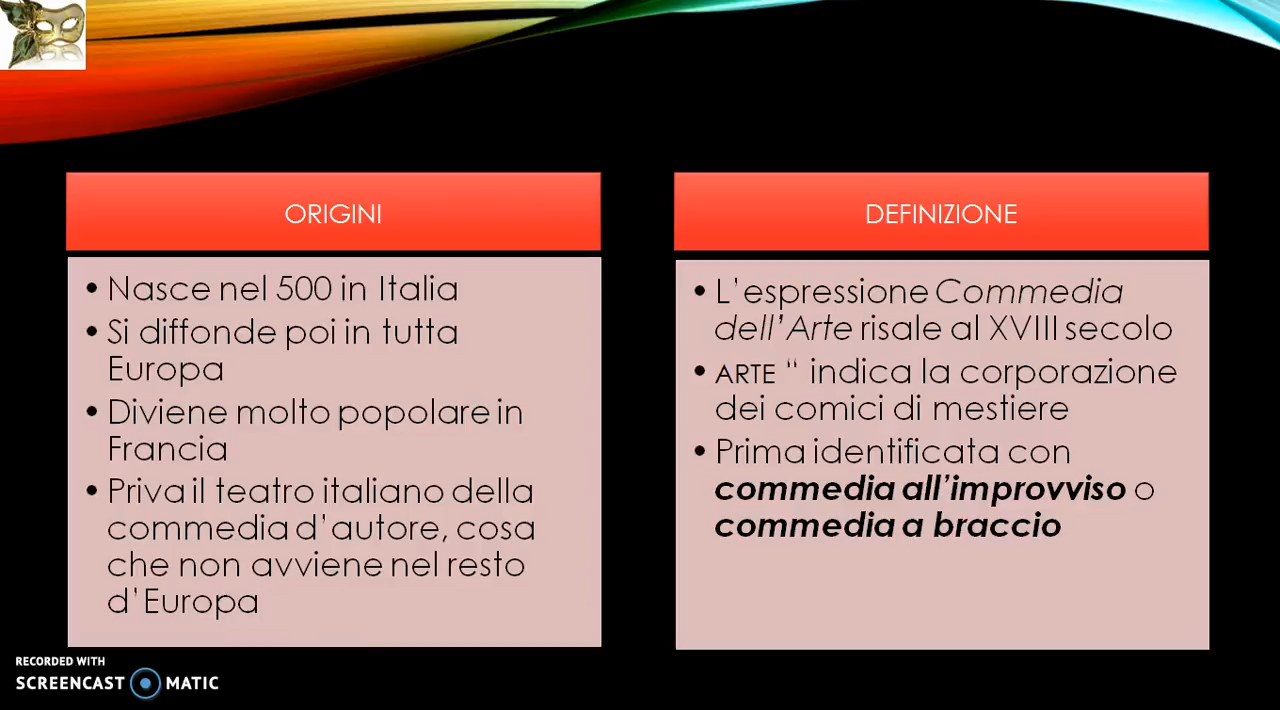 ORIGINI
• Nasce nel 500 in Italia
• Si diffonde poi in tutta
Europa
• Diviene molto popolare in
Francia
• Priva il teatro italiano della
commedia d'autore, cosa
che non avviene nel resto
d'Europa
DEFINIZIONE
• L'espressione Commedia
dell'Arte risale al XVIII secolo
• ARTE “ indica la corporazione
dei comici di mestiere
• Prima identificata con
commedia all'improvviso o
commedia a braccio
RECORDED WITH
SCREENCAST MATIC